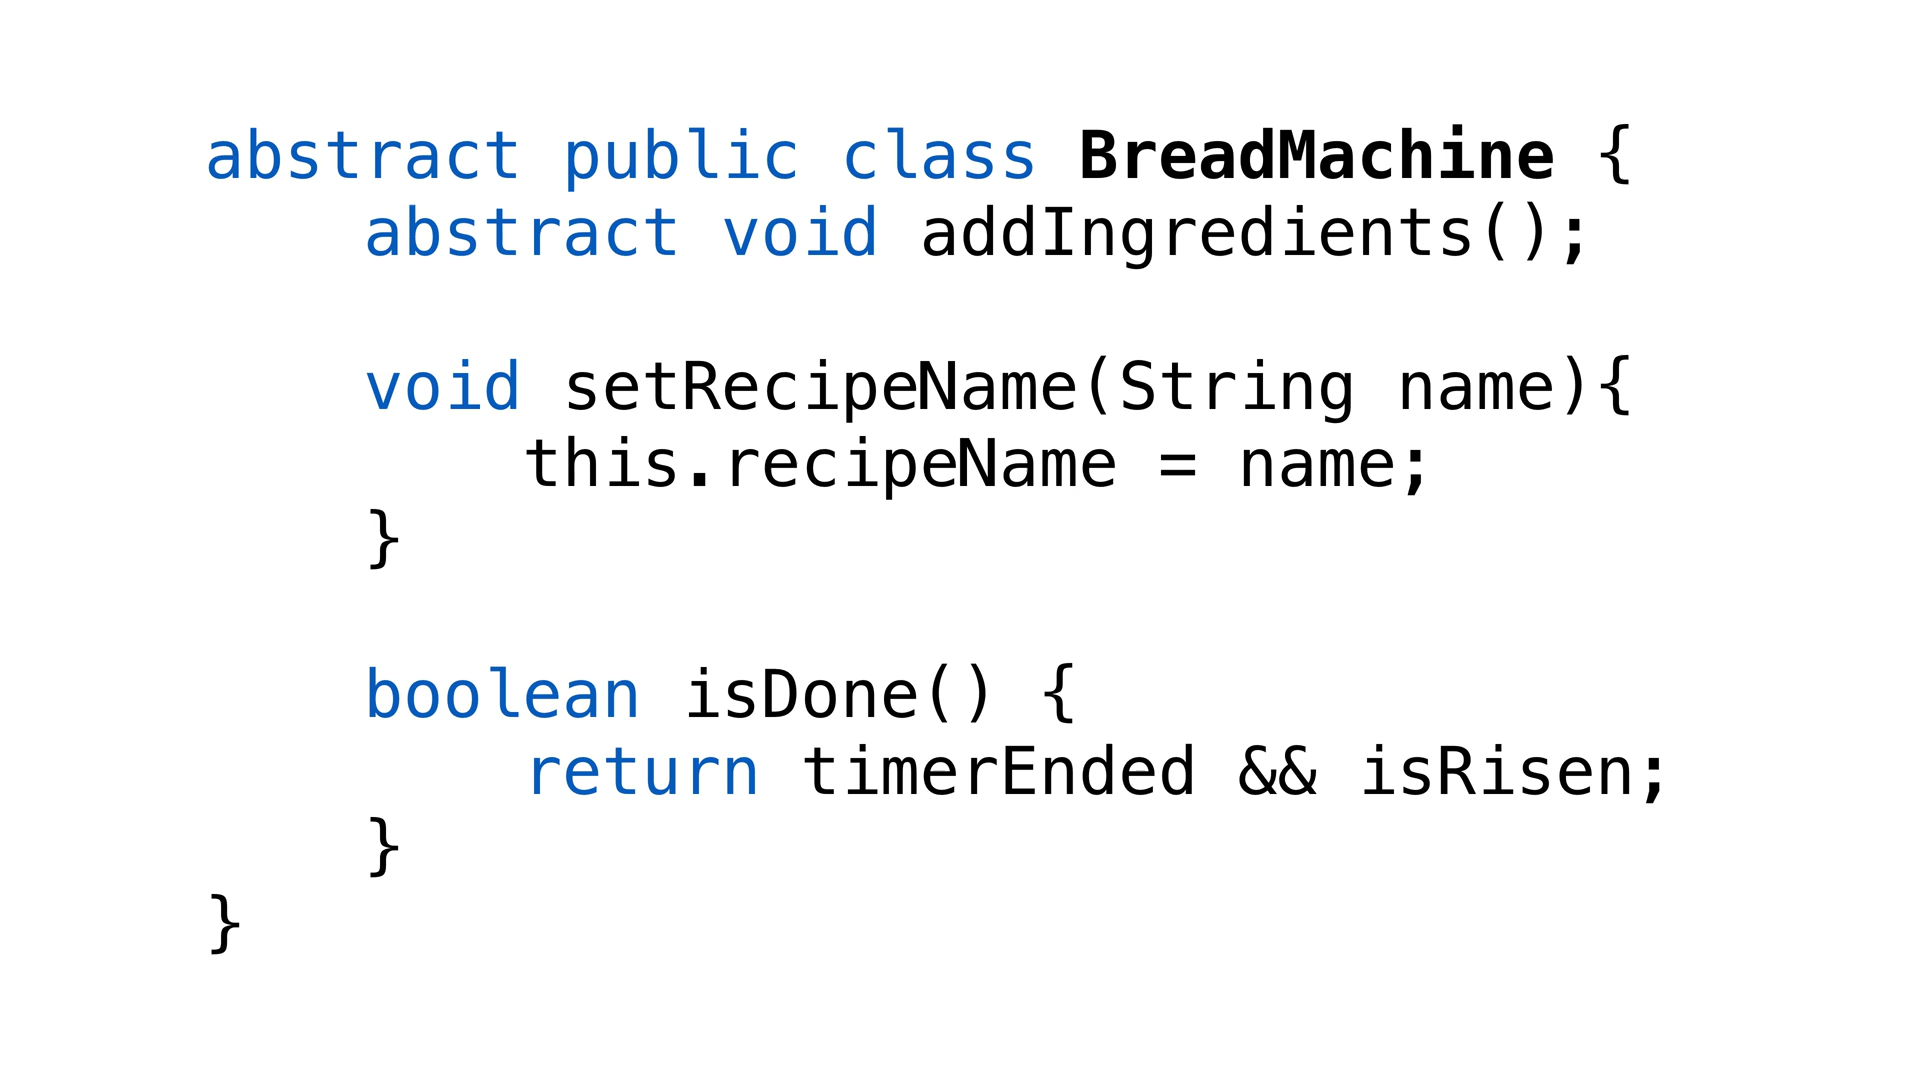 abstract public class BreadMachine {
abstract void addIngredients();
void setRecipeName(String name){
this.recipeName = name;
}
boolean isDone() {
return timerEnded && isRisen;
}
}